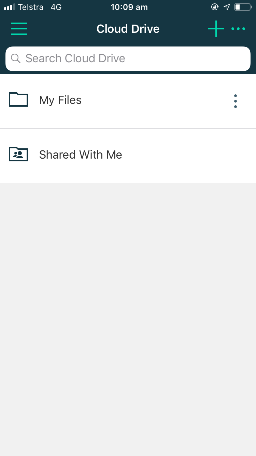 Telstra 4G 10:09 am
Cloud Drive
Search Cloud Drive
My Files
Shared With Me